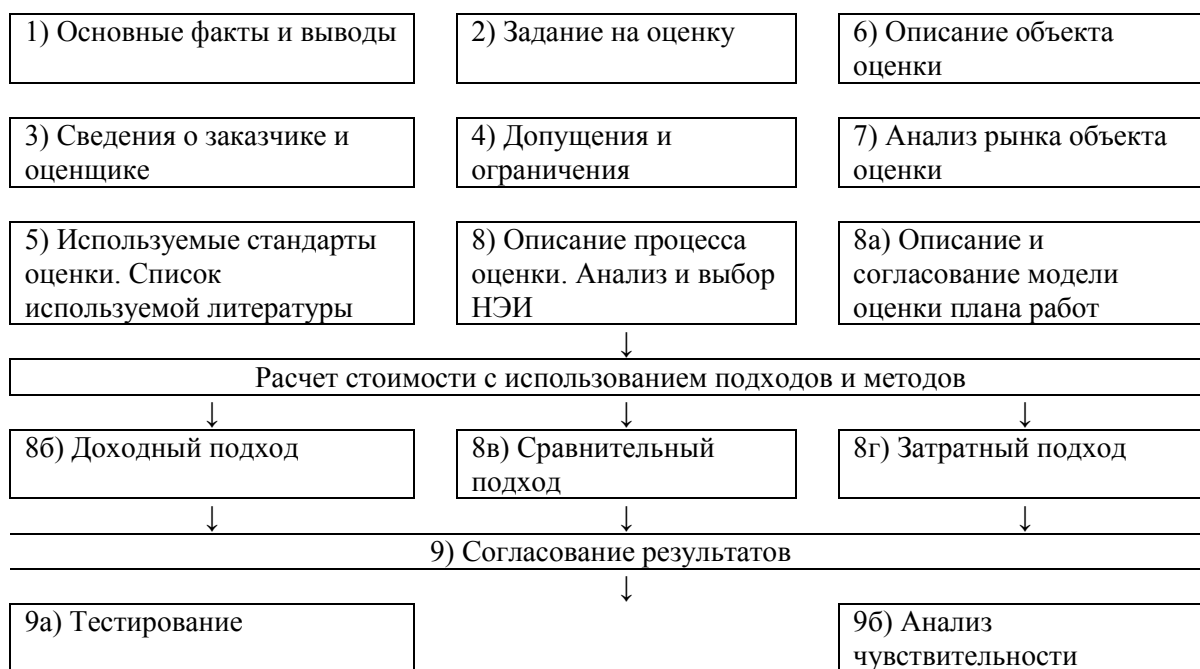 1) Основные факты и выводы
2) Задание на оценку
6) Описание объекта
оценки
3) Сведения о заказчике и
оценщике
4) Допущения и
ограничения
7) Анализ рынка объекта
оценки
5) Используемые стандарты
оценки. Список
используемой литературы
8) Описание процесса
оценки. Анализ и выбор
НЭИ
8а) Описание и
согласование модели
оценки плана работ
↓
Расчет стоимости с использованием подходов и методов
↓ ↓ ↓
8б) Доходный подход
8в) Сравнительный
подход
8г) Затратный подход
↓ ↓ ↓
9) Согласование результатов
↓
9а) Тестирование
9б) Анализ
чувствительности